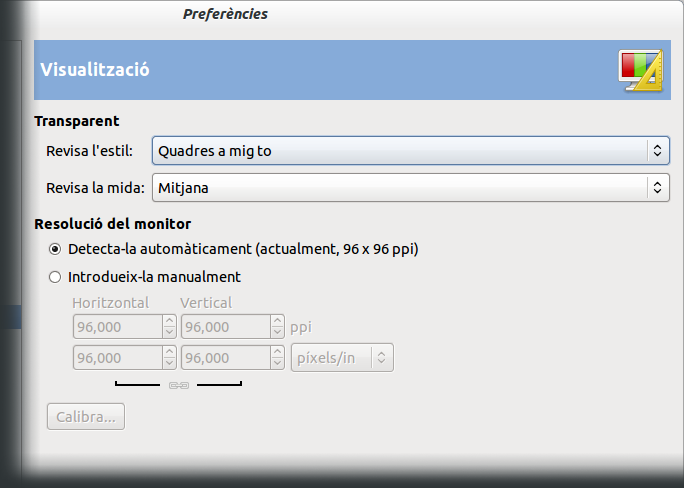 Preferències
Visualització
Transparent
Revisa l'estil: Quadres a mig to
Revisa la mida: Mitjana
Resolució del monitor
Detecta-la automàticament (actualment, 96 x 96 ppi)
Introdueix-la manualment
Horitzontal Vertical
96,000 96,000 ppi
96,000 96,000 píxels/in
Calibra...